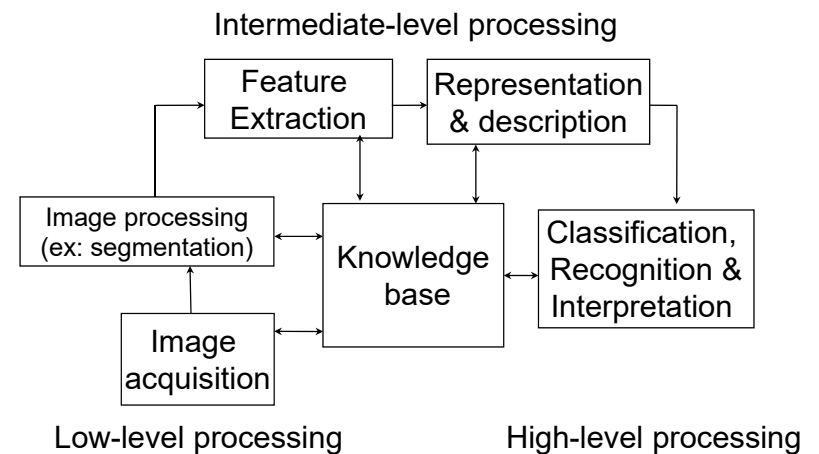 Intermediate-level processing
Feature
Extraction
Representation
& description
Image processing
(ex: segmentation)
Knowledge
base
Classification,
Recognition &
Interpretation
Image
acquisition
Low-level processing
High-level processing